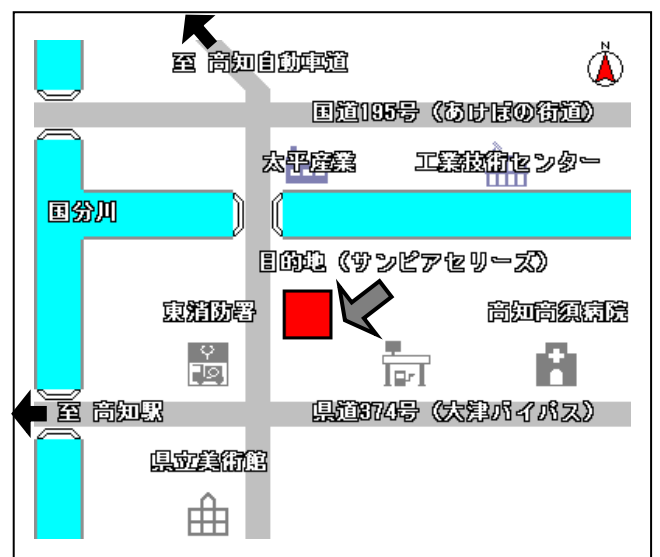 N
至 高知自動車道
国道195号（あけぼの街道）
太平産業
工業技術センター
国分川
目的地（サンピアセリーズ）
東消防署
高知高須病院
至 高知駅
県道374号（大津バイパス）
県立美術館